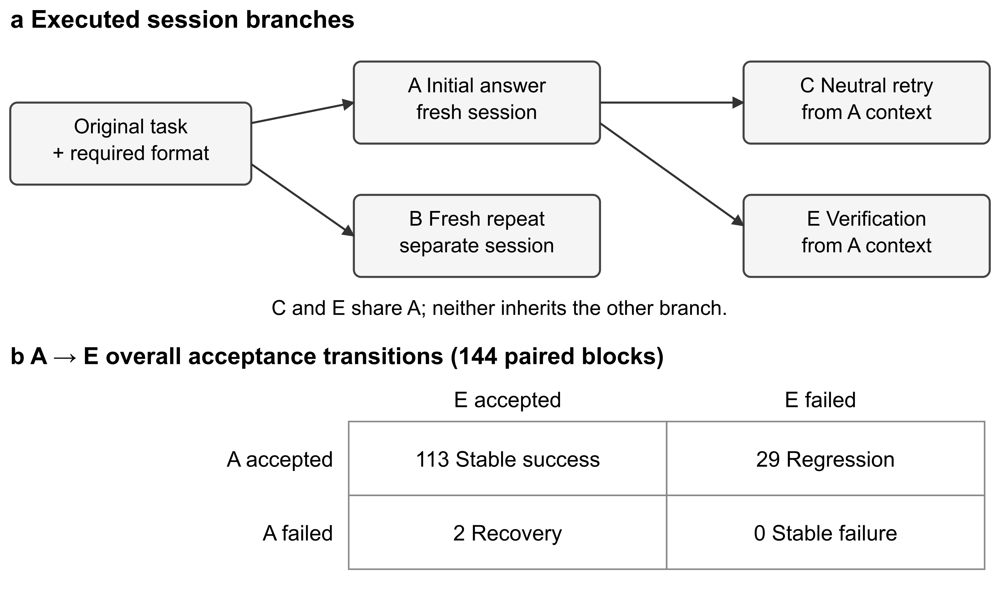 a Executed session branches
Original task
+ required format
A Initial answer
fresh session
C Neutral retry
from A context
B Fresh repeat
separate session
E Verification
from A context
C and E share A; neither inherits the other branch.
b A → E overall acceptance transitions (144 paired blocks)
E accepted E failed
A accepted 113 Stable success 29 Regression
A failed 2 Recovery 0 Stable failure